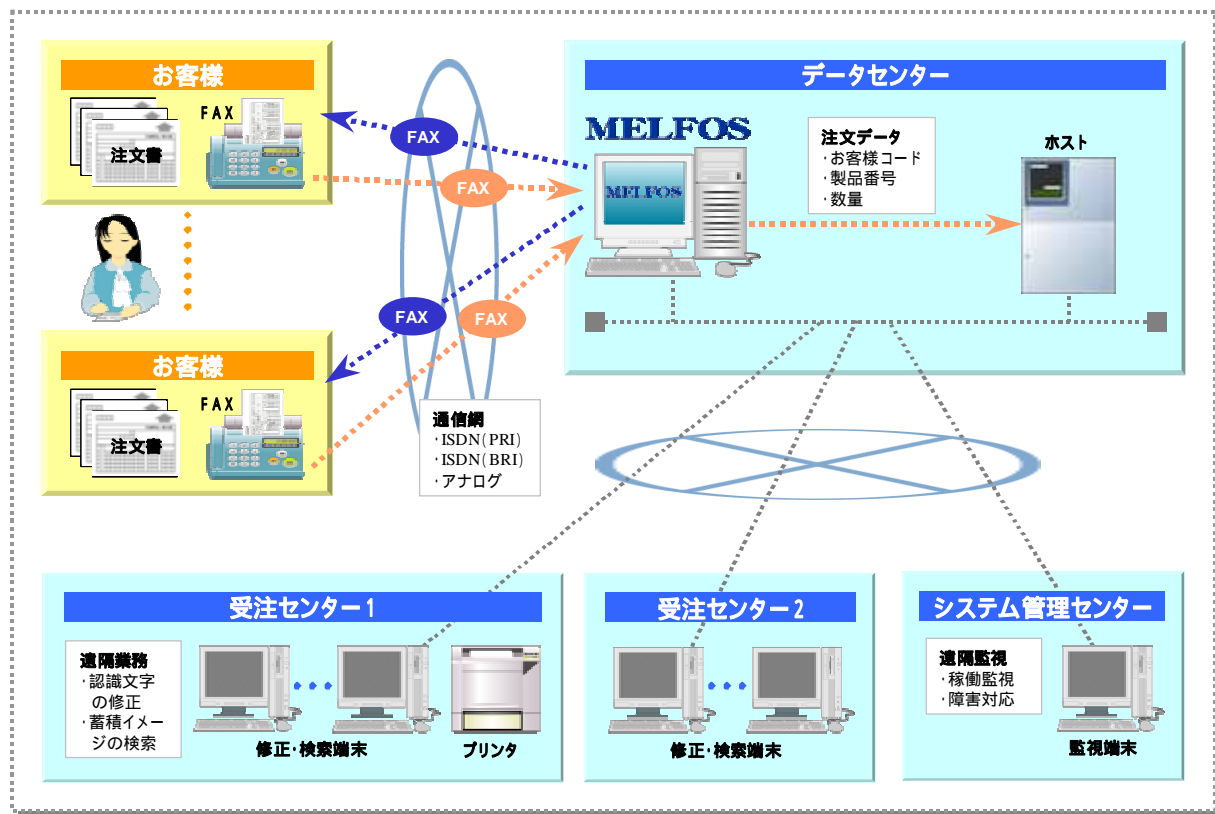 お客様
FAX
注文書
お客様
FAX
注文書
FAX
FAX
FAX
FAX
通信網
･ISDN(PRI)
･ISDN(BRI)
･アナログ
データセンター
MELFOS
MELFOS
注文データ
･お客様コード
･製品番号
･数量
ホスト
受注センター1
遠隔業務
･認識文字
の修正
･蓄積イメー
ジの検索
修正･検索端末
プリンタ
受注センター2
修正･検索端末
システム管理センター
遠隔監視
･稼働監視
･障害対応
監視端末